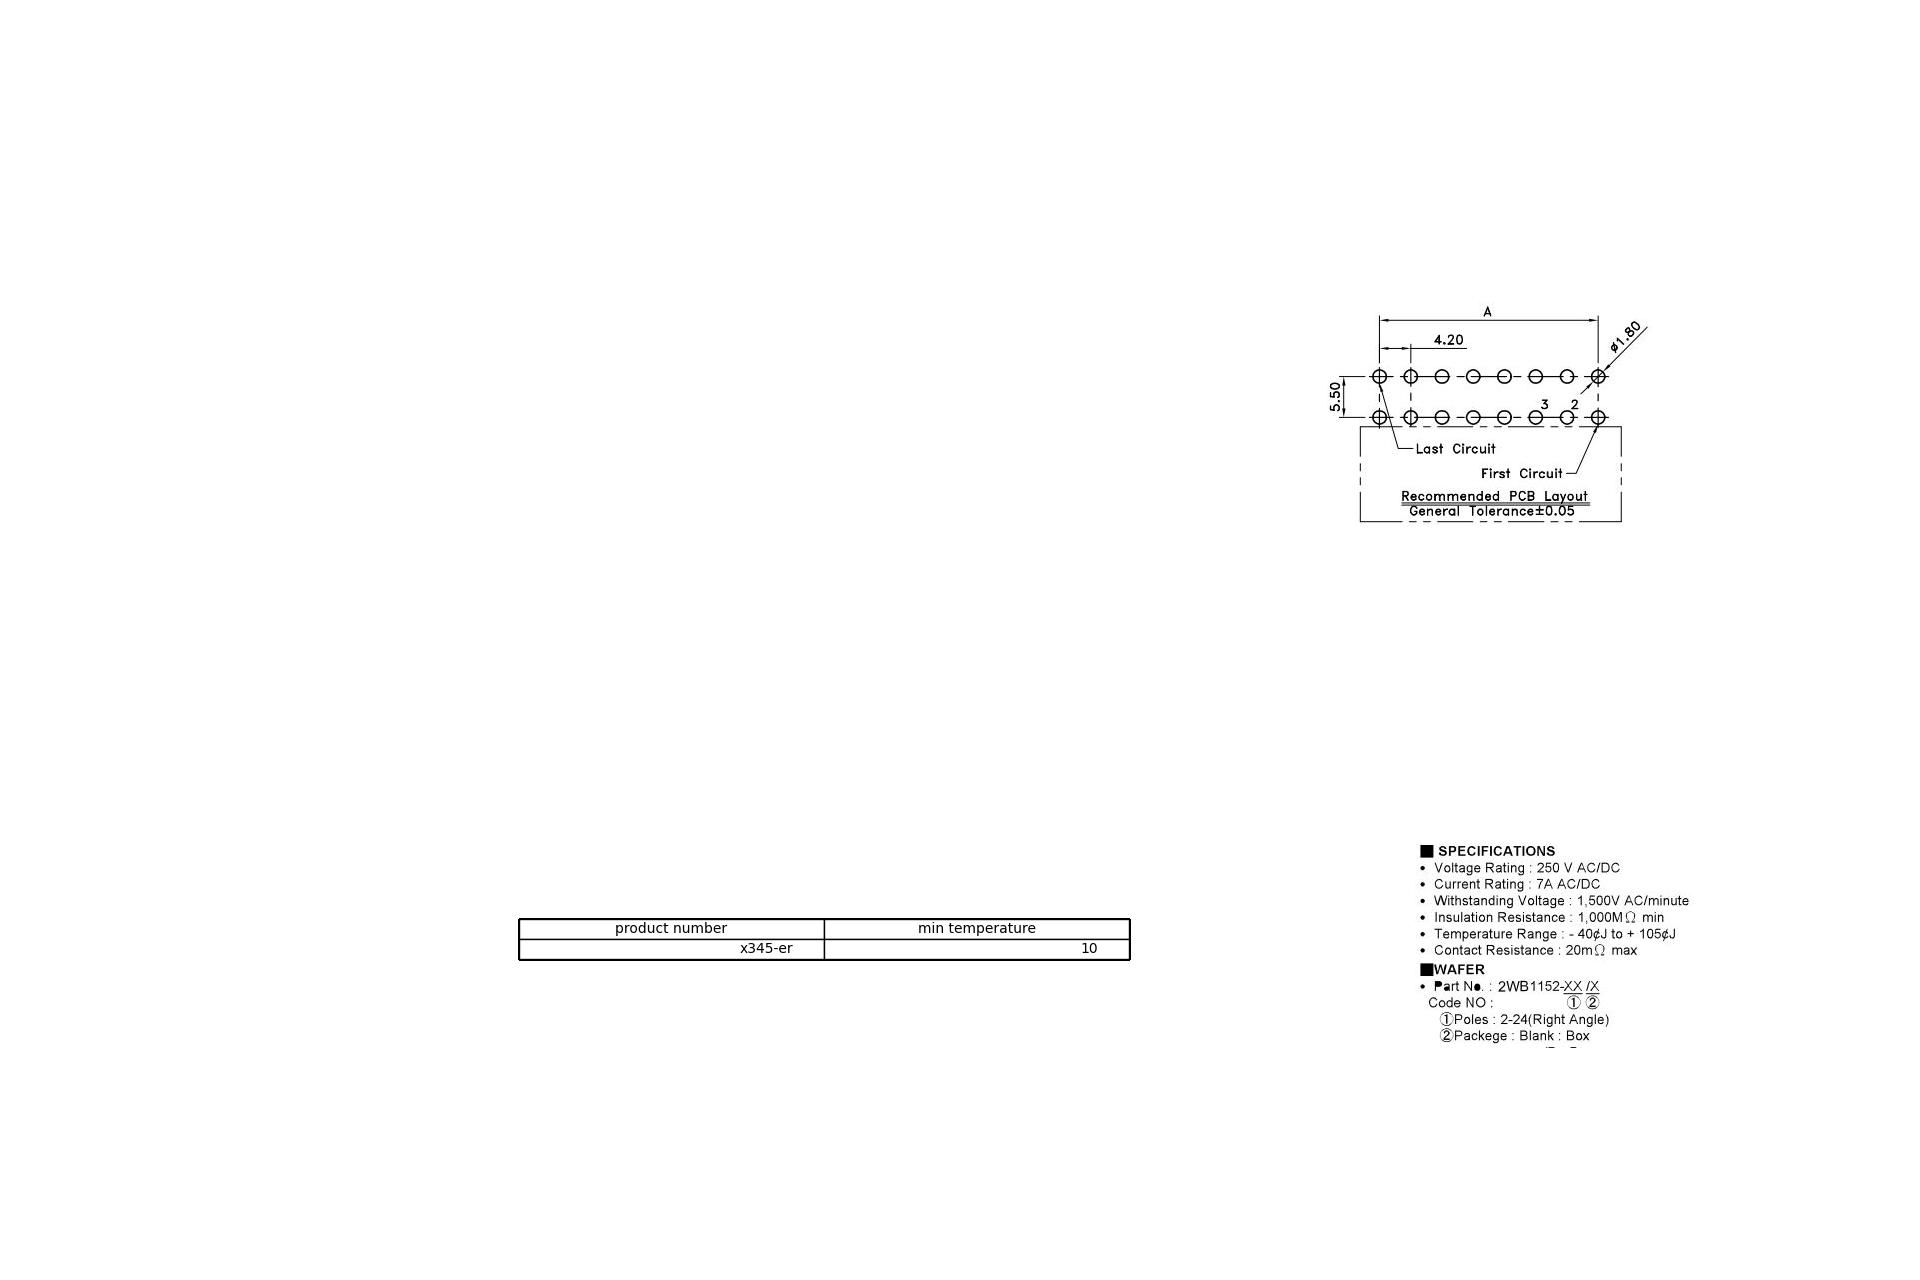 A
4.20
ø1.80
5.50
3 2
Last Circuit
First Circuit
Recommended PCB Layout
General Tolerance±0.05
■ SPECIFICATIONS
• Voltage Rating : 250 V AC/DC
• Current Rating : 7A AC/DC
• Withstanding Voltage : 1,500V AC/minute
• Insulation Resistance : 1,000MΩ min
• Temperature Range : - 40¢J to + 105¢J
• Contact Resistance : 20mΩ max
■WAFER
• Part No. : 2WB1152-XX /X
Code NO : ① ②
①Poles : 2-24(Right Angle)
②Packege : Blank : Box
product number min temperature
x345-er 10